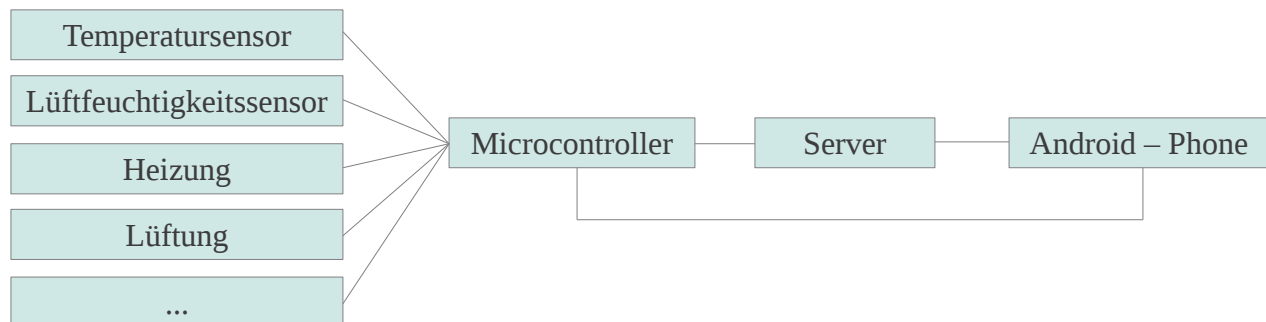 Temperatursensor
Lüftfeuchtigkeitssensor
Heizung
Lüftung
...
Microcontroller
Server
Android – Phone